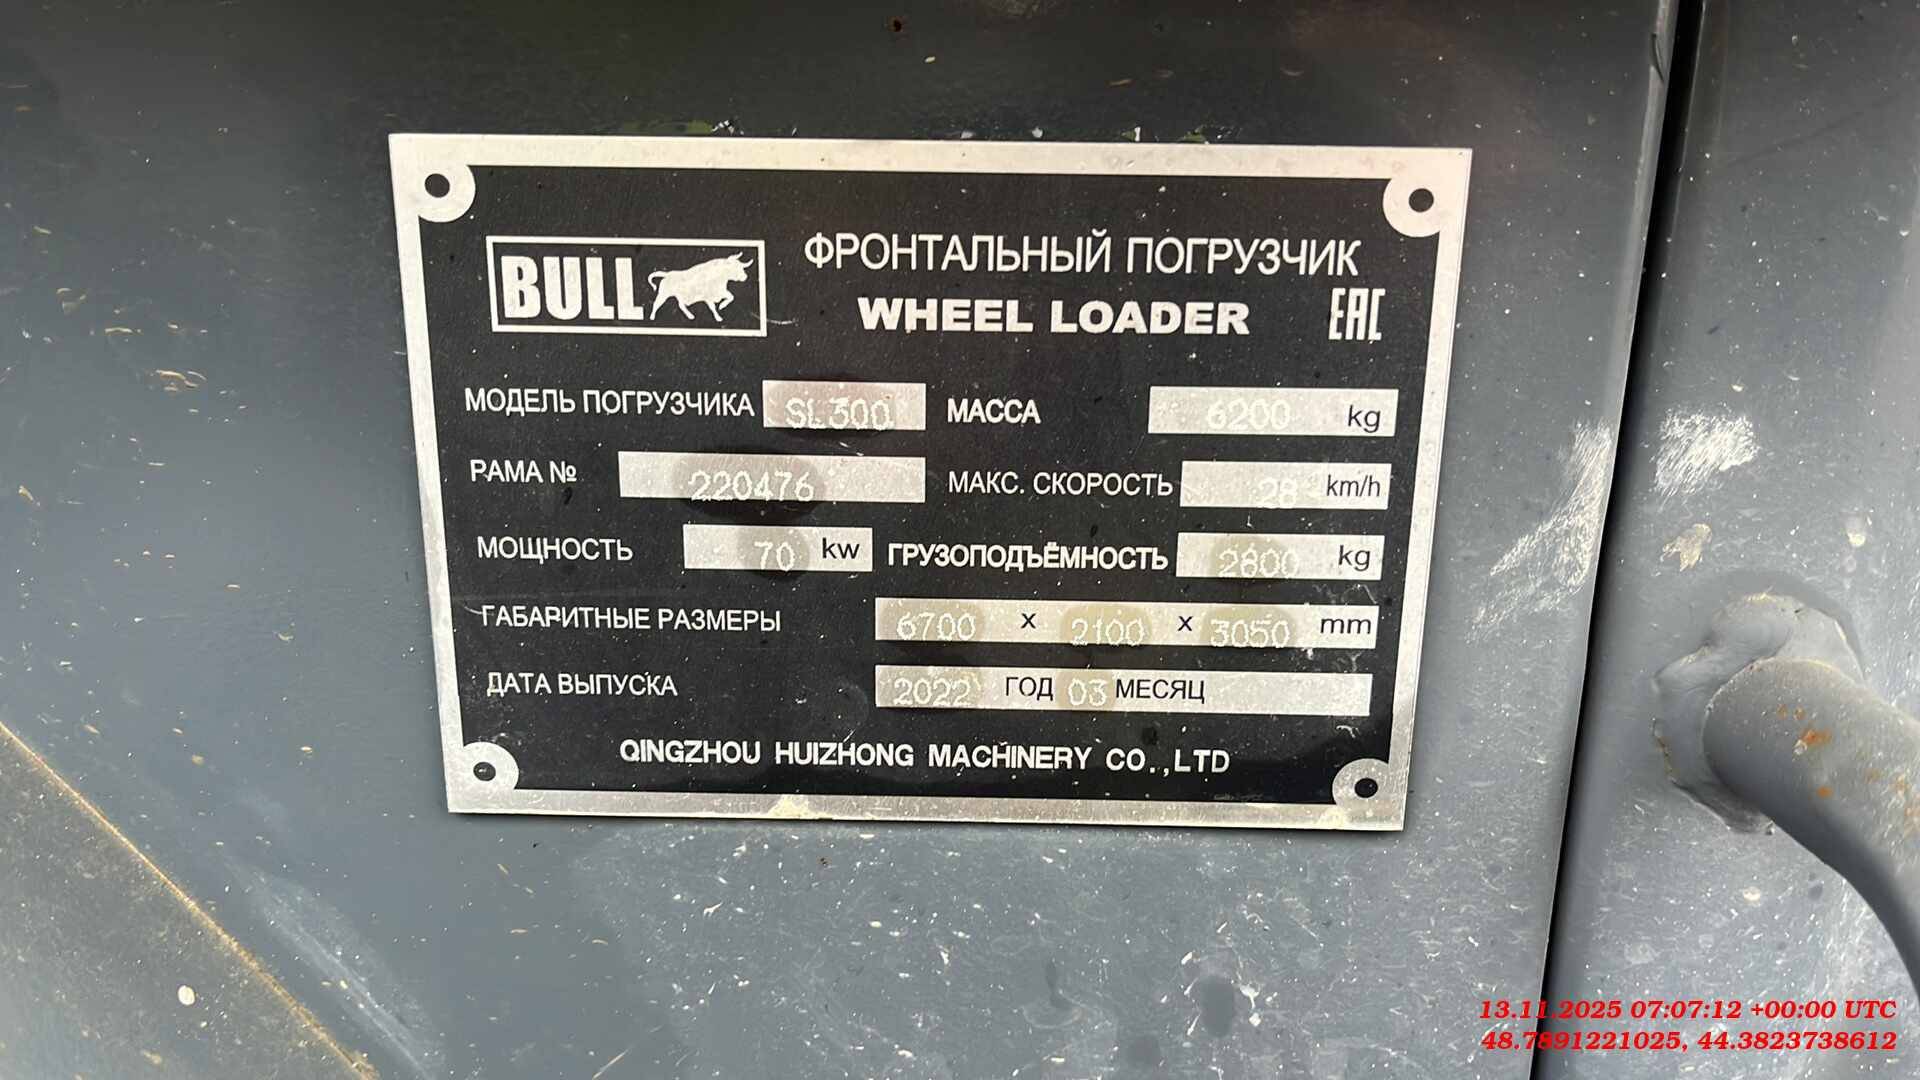 BULL
ФРОНТАЛЬНЫЙ ПОГРУЗЧИК
WHEEL LOADER EAC
МОДЕЛЬ ПОГРУЗЧИКА SL300 МАССА 6200 kg
РАМА № 220476 МАКС. СКОРОСТЬ 28 km/h
МОЩНОСТЬ 70 kw ГРУЗОПОДЪЁМНОСТЬ 2800 kg
ГАБАРИТНЫЕ РАЗМЕРЫ 6700 x 2100 x 3050 mm
ДАТА ВЫПУСКА 2022 ГОД 03 МЕСЯЦ
QINGZHOU HUIZHONG MACHINERY CO.,LTD
13.11.2025 07:07:12 +00:00 UTC
48.7891221025, 44.3823738612